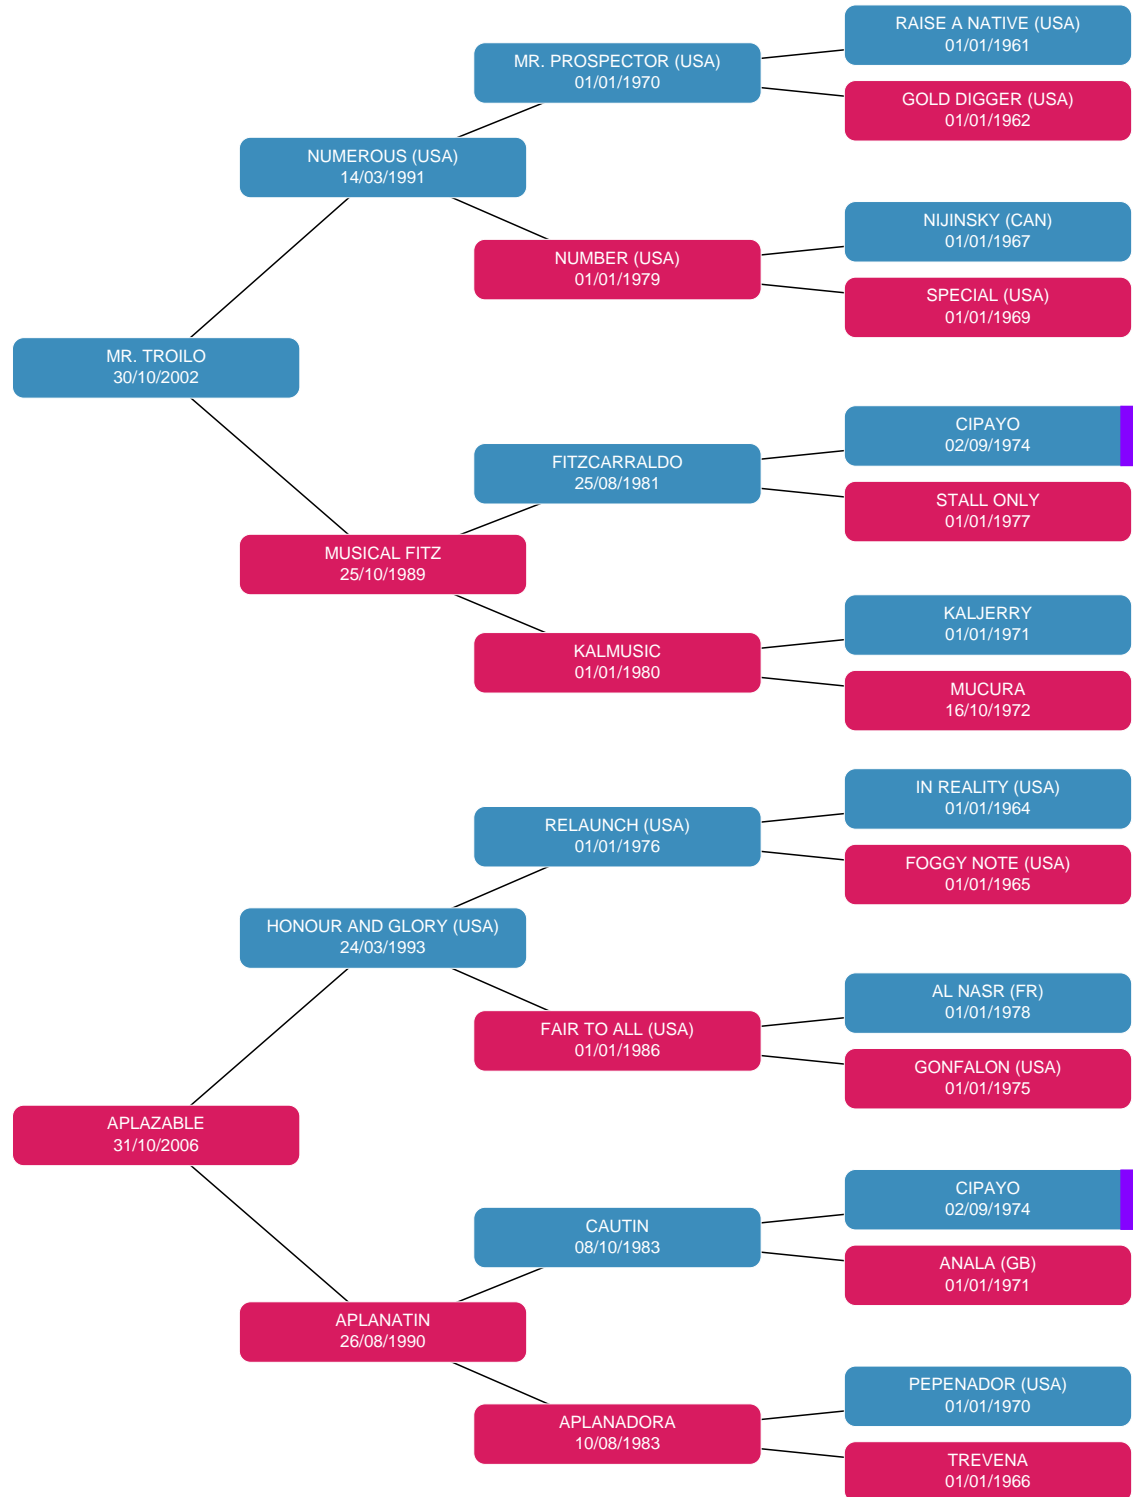 RAISE A NATIVE (USA)
01/01/1961
MR. PROSPECTOR (USA)
01/01/1970
GOLD DIGGER (USA)
01/01/1962
NUMEROUS (USA)
14/03/1991
NIJINSKY (CAN)
01/01/1967
NUMBER (USA)
01/01/1979
SPECIAL (USA)
01/01/1969
MR. TROILO
30/10/2002
CIPAYO
02/09/1974
FITZCARRALDO
25/08/1981
STALL ONLY
01/01/1977
MUSICAL FITZ
25/10/1989
KALJERRY
01/01/1971
KALMUSIC
01/01/1980
MUCURA
16/10/1972
IN REALITY (USA)
01/01/1964
RELAUNCH (USA)
01/01/1976
FOGGY NOTE (USA)
01/01/1965
HONOUR AND GLORY (USA)
24/03/1993
AL NASR (FR)
01/01/1978
FAIR TO ALL (USA)
01/01/1986
GONFALON (USA)
01/01/1975
APLAZABLE
31/10/2006
CIPAYO
02/09/1974
CAUTIN
08/10/1983
ANALA (GB)
01/01/1971
APLANATIN
26/08/1990
PEPENADOR (USA)
01/01/1970
APLANADORA
10/08/1983
TREVENA
01/01/1966